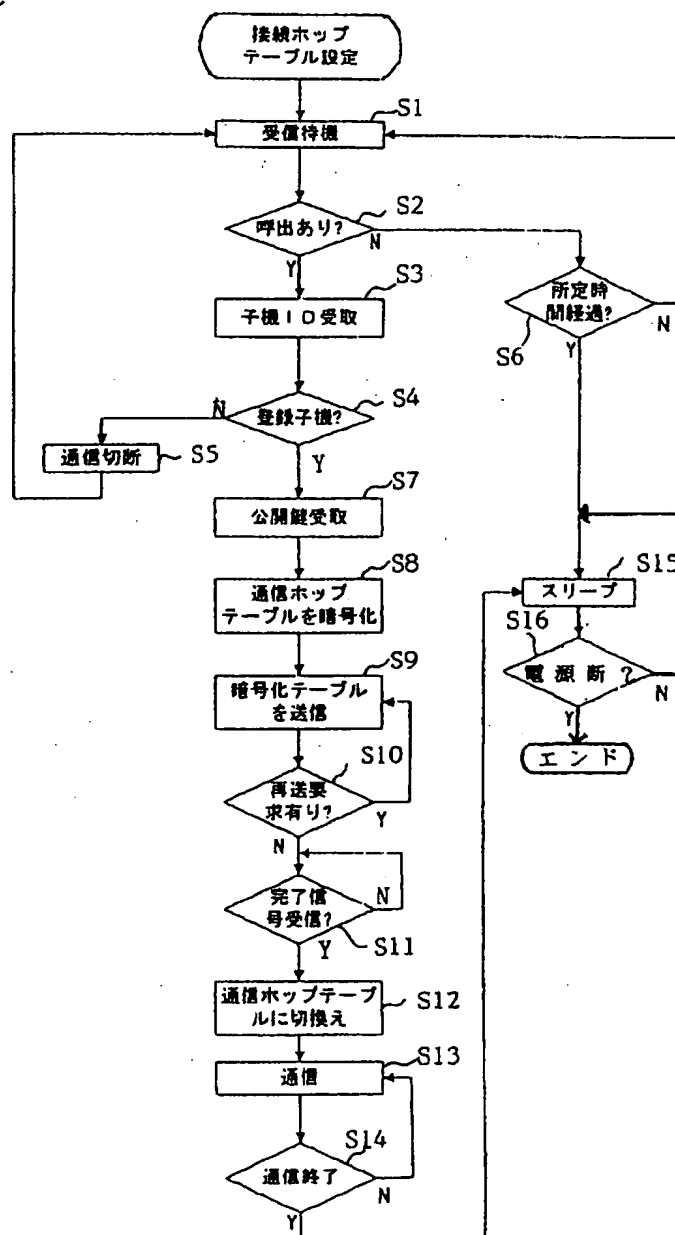 接続ホップ
テーブル設定
S1
受信待機
S2
呼出あり?
N
Y
S3
子機ID受取
所定時
間経過?
N
S6
Y
S4
登録子機?
N
Y
通信切断
S5
S7
公開鍵受取
S8
通信ホップ
テーブルを暗号化
S15
スリープ
S16
電源断?
N
Y
エンド
S9
暗号化テーブル
を送信
S10
再送要
求有り?
Y
N
完了信
号受信?
N
S11
Y
通信ホップテーブ
ルに切換え
S12
S13
通信
S14
通信終了
N
Y